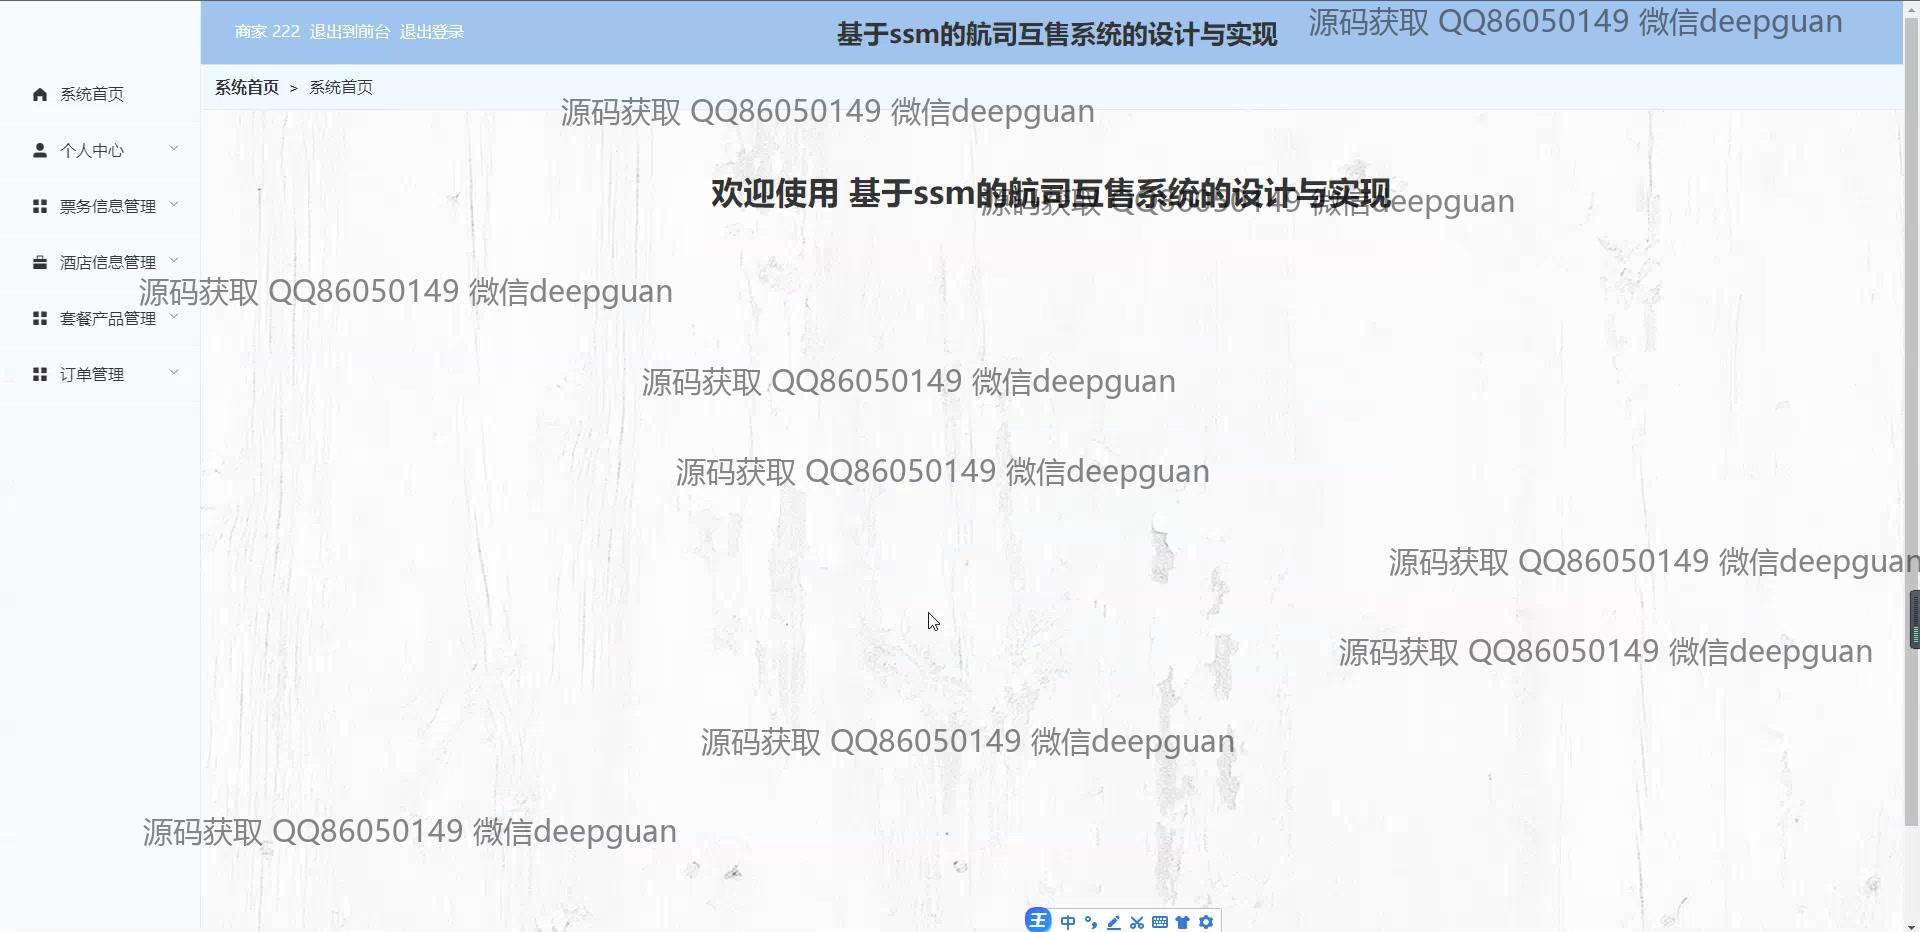 商家 222 退出到前台 退出登录
基于ssm的航司互售系统的设计与实现
源码获取 QQ86050149 微信deepguan
系统首页 > 系统首页
系统首页
源码获取 QQ86050149 微信deepguan
个人中心
欢迎使用 基于ssm的航司互售系统的设计与实现
源码获取 QQ86050149 微信deepguan
票务信息管理
酒店信息管理
源码获取 QQ86050149 微信deepguan
套餐产品管理
订单管理
源码获取 QQ86050149 微信deepguan
源码获取 QQ86050149 微信deepguan
源码获取 QQ86050149 微信deepguan
源码获取 QQ86050149 微信deepguan
源码获取 QQ86050149 微信deepguan
源码获取 QQ86050149 微信deepguan
王 中